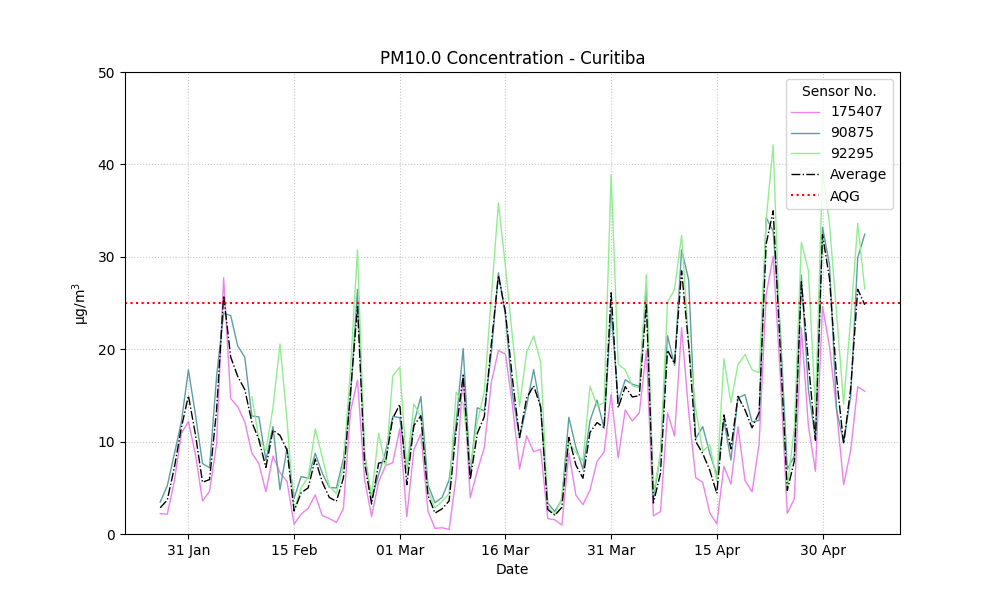 PM10.0 Concentration - Curitiba
Sensor No.
175407
90875
92295
Average
AQG
50
40
30
20
10
0
μg/m³
31 Jan
15 Feb
01 Mar
16 Mar
31 Mar
15 Apr
30 Apr
Date